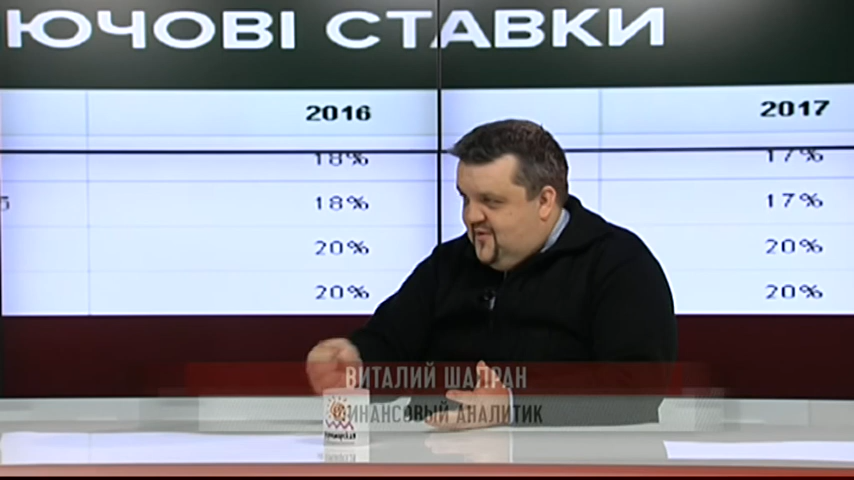 ЮЧОВІ СТАВКИ
2016 2017
18% 17%
18% 17%
20% 20%
20% 20%
ВИТАЛИЙ ШАПРАН
ФИНАНСОВЫЙ АНАЛИТИК